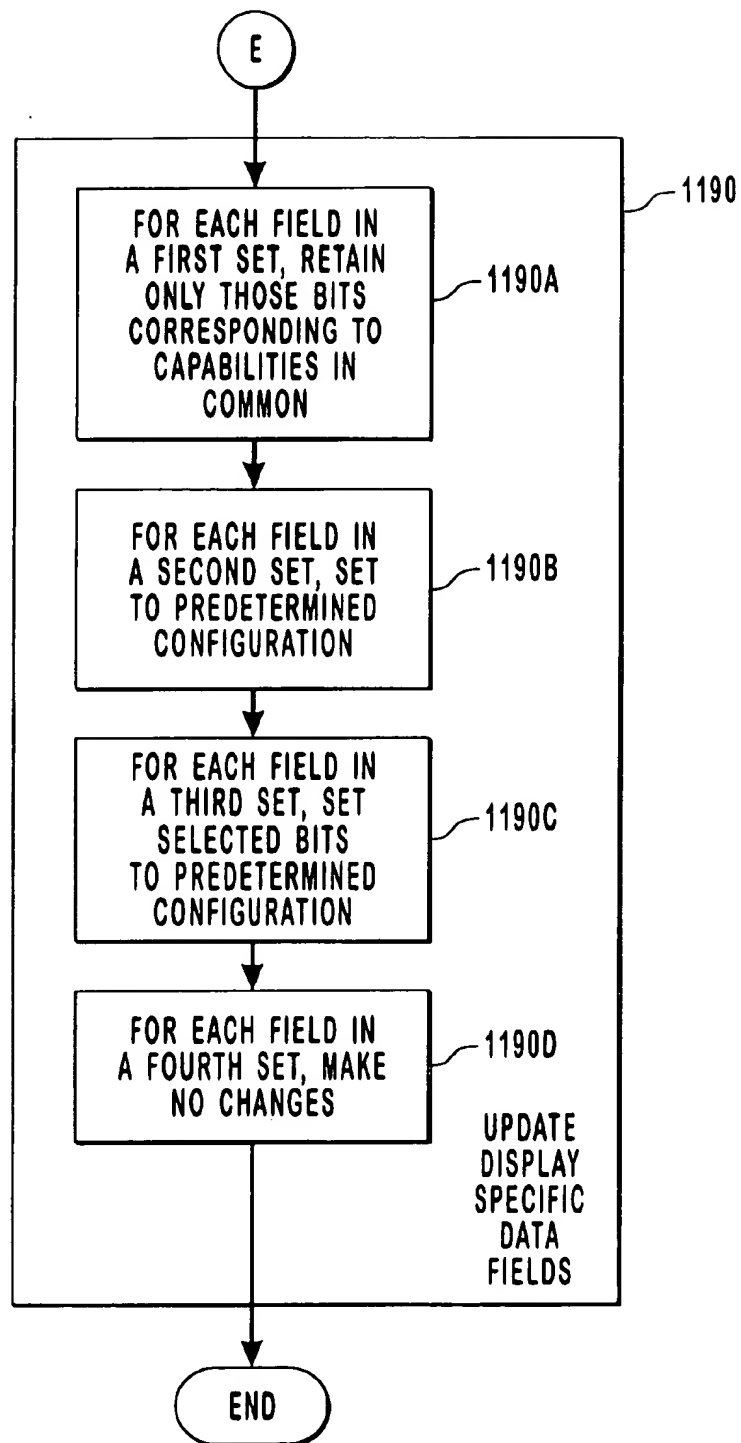 E
1190
FOR EACH FIELD IN
A FIRST SET, RETAIN
ONLY THOSE BITS
CORRESPONDING TO
CAPABILITIES IN
COMMON
1190A
FOR EACH FIELD IN
A SECOND SET, SET
TO PREDETERMINED
CONFIGURATION
1190B
FOR EACH FIELD IN
A THIRD SET, SET
SELECTED BITS
TO PREDETERMINED
CONFIGURATION
1190C
FOR EACH FIELD IN
A FOURTH SET, MAKE
NO CHANGES
1190D
UPDATE
DISPLAY
SPECIFIC
DATA
FIELDS
END